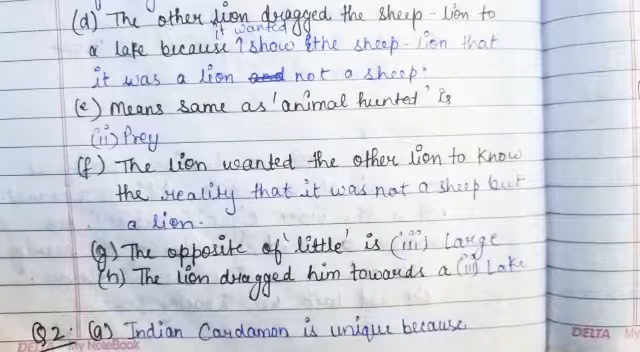 (d) The other lion dragged the sheep-lion to
a lake because it wanted show the sheep-lion that
it was a lion and not a sheep.
(e) Means same as 'animal hunted' is
(ii) Prey
(f) The lion wanted the other lion to know
the reality that it was not a sheep but
a lion.
(g) The opposite of 'little' is (iii) Large
(h) The lion dragged him towards a (ii) Lake
Q2. (a) Indian Cardamon is unique because
My NoteBook
DELTA My